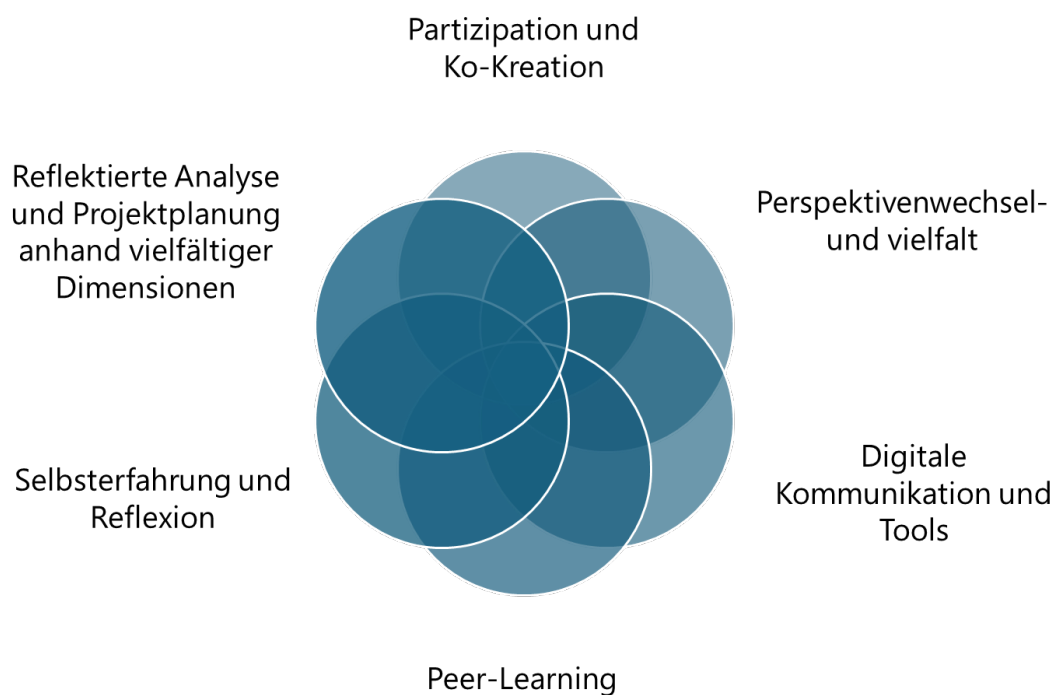 Partizipation und
Ko-Kreation
Perspektivenwechsel-
und vielfalt
Digitale
Kommunikation und
Tools
Peer-Learning
Selbsterfahrung und
Reflexion
Reflektierte Analyse
und Projektplanung
anhand vielfältiger
Dimensionen